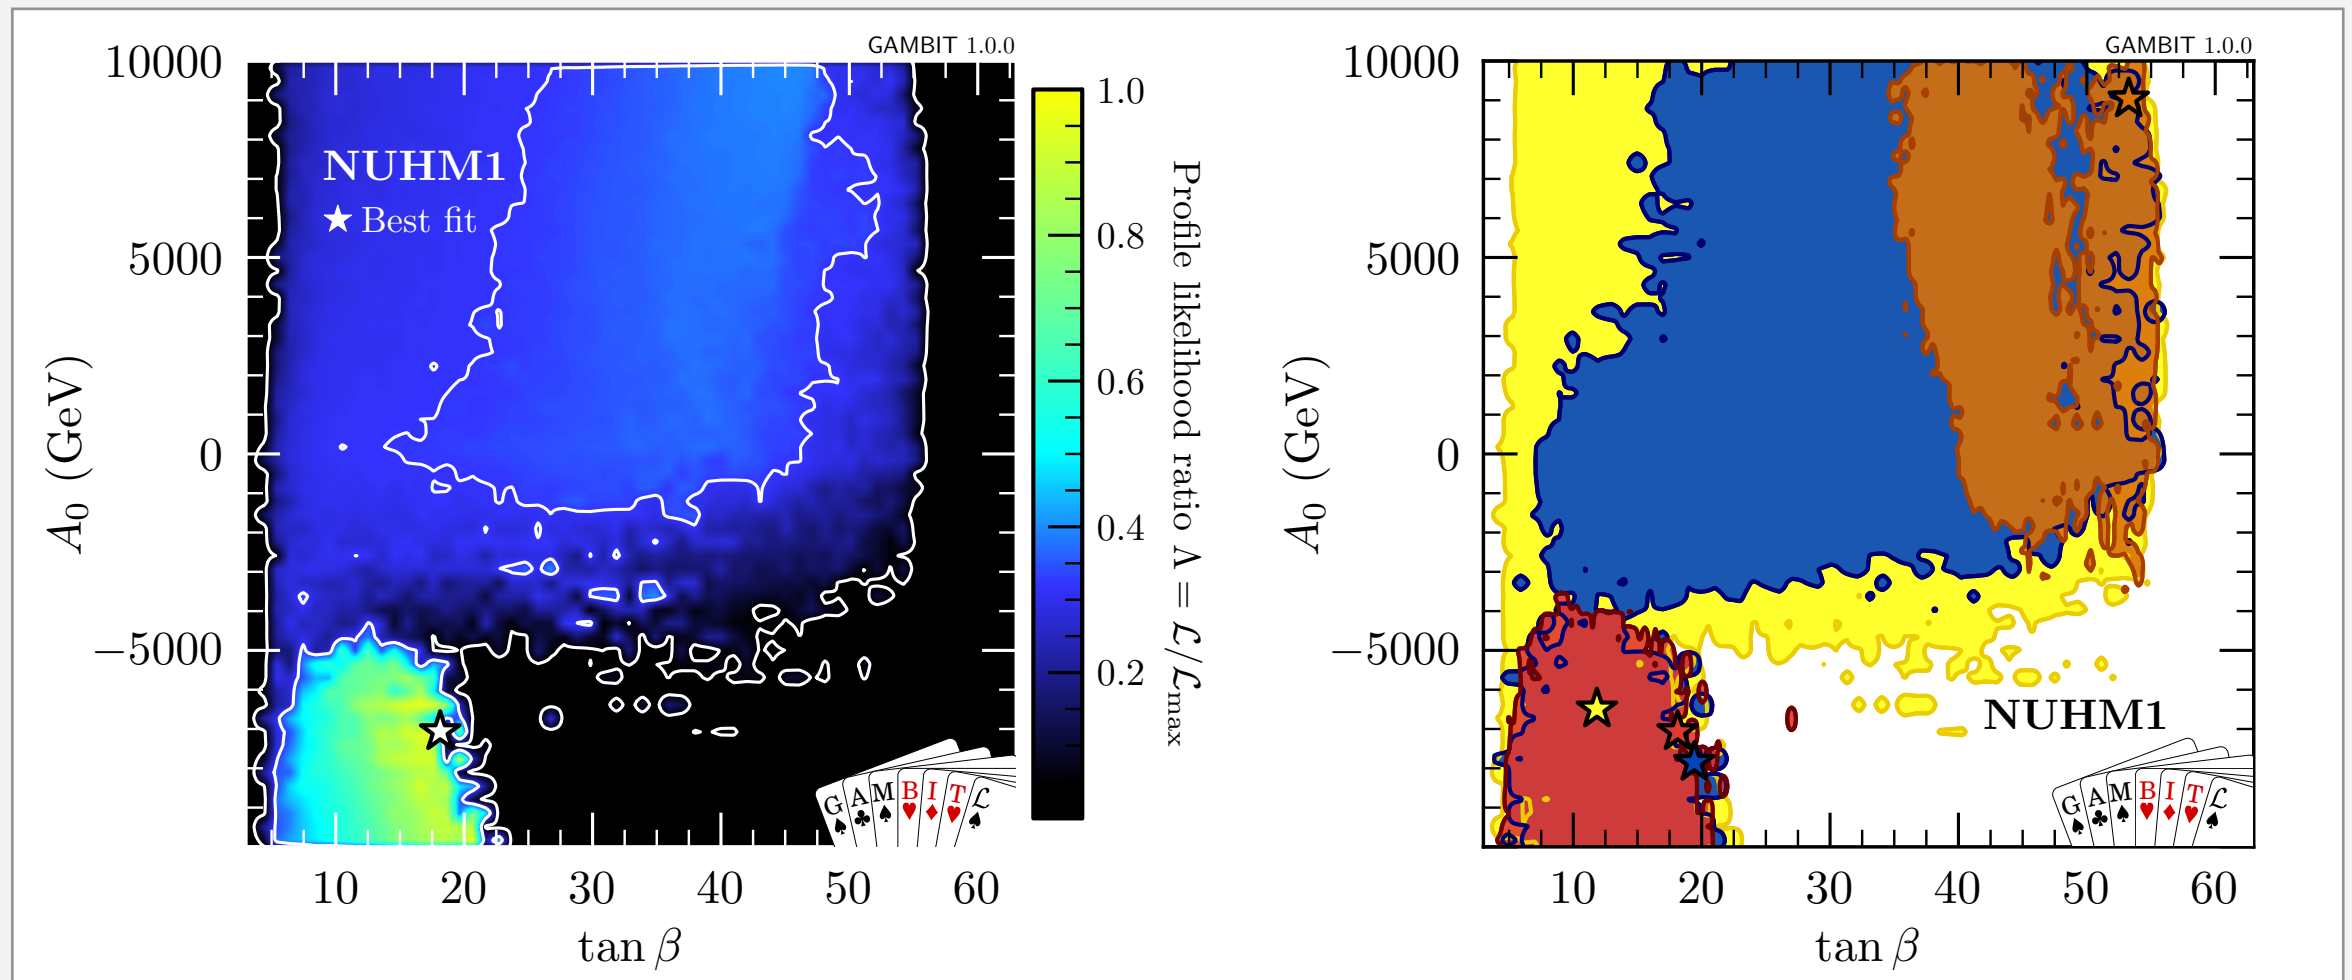 GAMBIT 1.0.0
10000
5000
0
−5000
A₀ (GeV)
NUHM1
Best fit
10 20 30 40 50 60
tan β
G A M B I T ℒ
1.0
0.8
0.6
0.4
0.2
Profile likelihood ratio Λ = ℒ/ℒmax
GAMBIT 1.0.0
10000
5000
0
−5000
A₀ (GeV)
NUHM1
G A M B I T ℒ
10 20 30 40 50 60
tan β